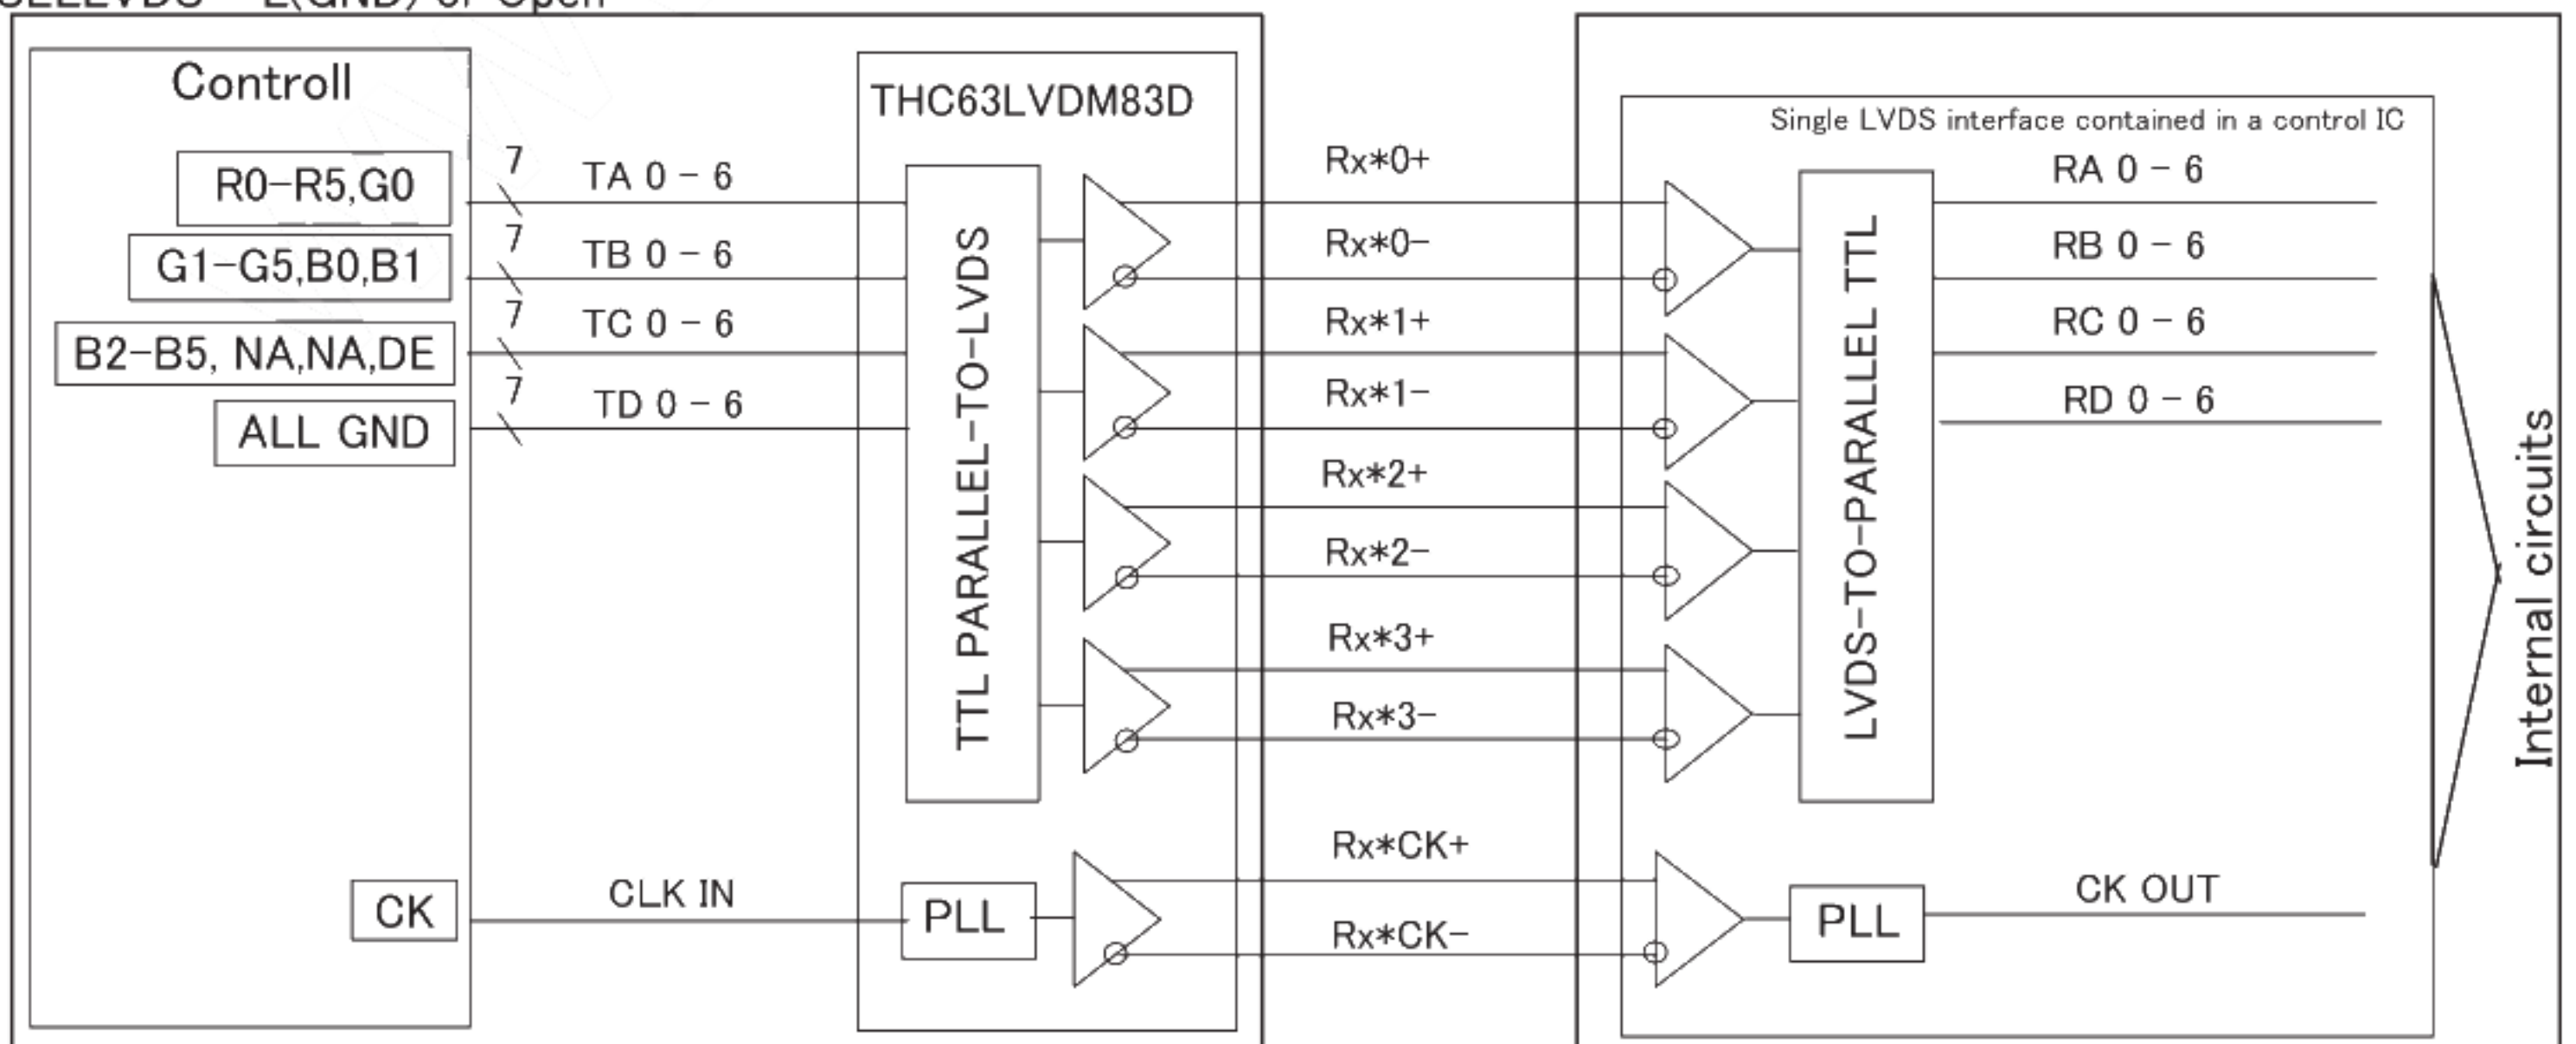 L(GND) or Open
Controll
R0-R5,G0
G1-G5,B0,B1
B2-B5, NA,NA,DE
ALL GND
CK
7
TA 0 - 6
7
TB 0 - 6
7
TC 0 - 6
7
TD 0 - 6
CLK IN
THC63LVDM83D
TTL PARALLEL-TO-LVDS
PLL
Rx*0+
Rx*0-
Rx*1+
Rx*1-
Rx*2+
Rx*2-
Rx*3+
Rx*3-
Rx*CK+
Rx*CK-
Single LVDS interface contained in a control IC
LVDS-TO-PARALLEL TTL
PLL
RA 0 - 6
RB 0 - 6
RC 0 - 6
RD 0 - 6
CK OUT
Internal circuits